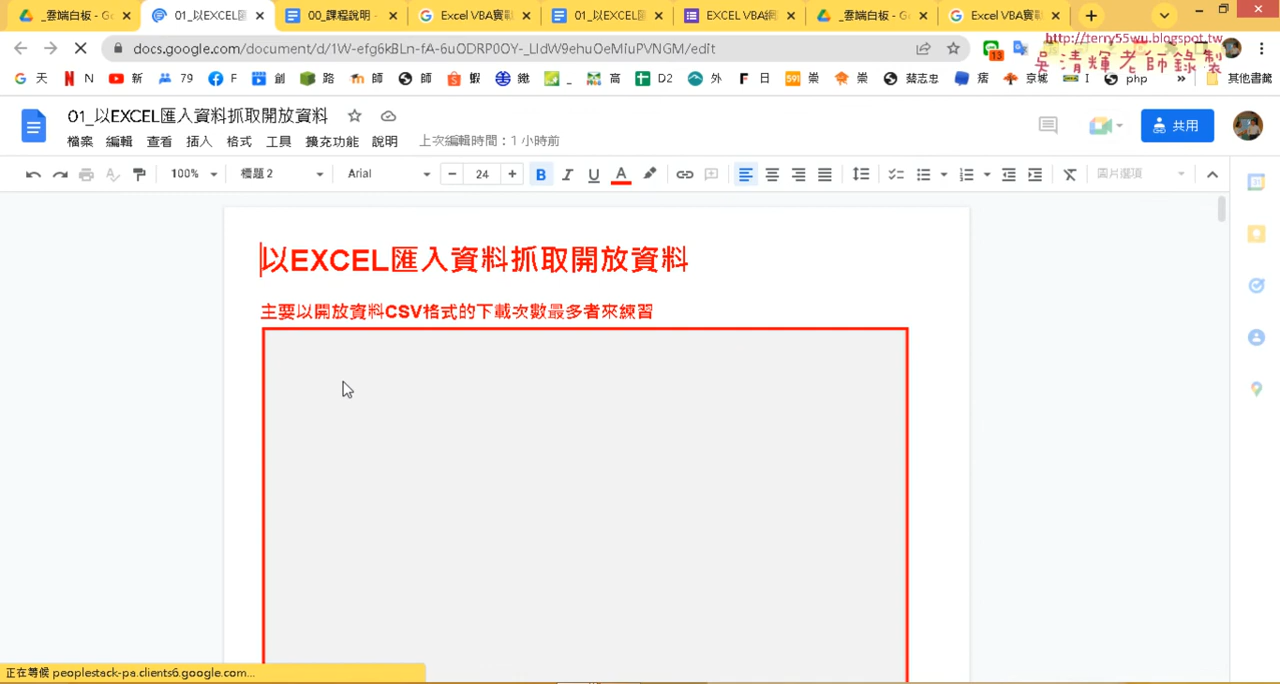 _雲端白板 - Go
01_以EXCEL匯
00_課程說明 -
Excel VBA實戰
01_以EXCEL匯
EXCEL VBA網
_雲端白板 - Go
Excel VBA實
docs.google.com/document/d/1W-efg6kBLn-fA-6uODRP0OY-_LIdW9ehuOeMiuPVNGM/edit
13
http://terry55wu.blogspot.tw
吳清輝老師錄製
天 N 新 79 F 創 路 師 師 蝦 _ 高 D2 外 日 崇 崇 蔡志忠 痞 京城 I php » 其他書籤
01_以EXCEL匯入資料抓取開放資料
檔案 編輯 查看 插入 格式 工具 擴充功能 說明 上次編輯時間：1 小時前
共用
100% 標題 2 Arial − 24 + B I U A 圖片選項
以EXCEL匯入資料抓取開放資料
主要以開放資料CSV格式的下載次數最多者來練習
正在等候 peoplestack-pa.clients6.google.com...